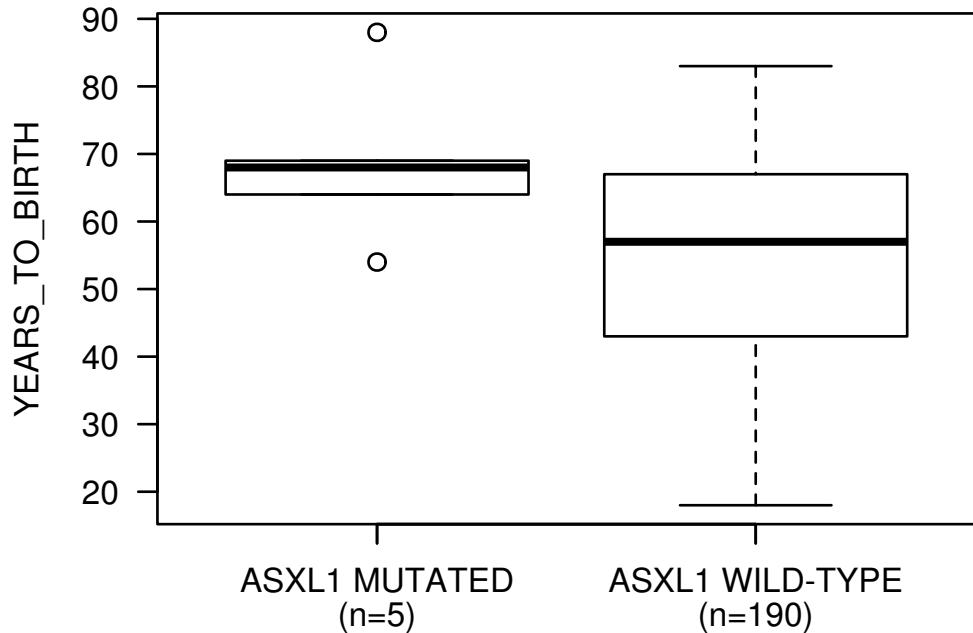 YEARS_TO_BIRTH
90
80
70
60
50
40
30
20
ASXL1 MUTATED
(n=5)
ASXL1 WILD-TYPE
(n=190)